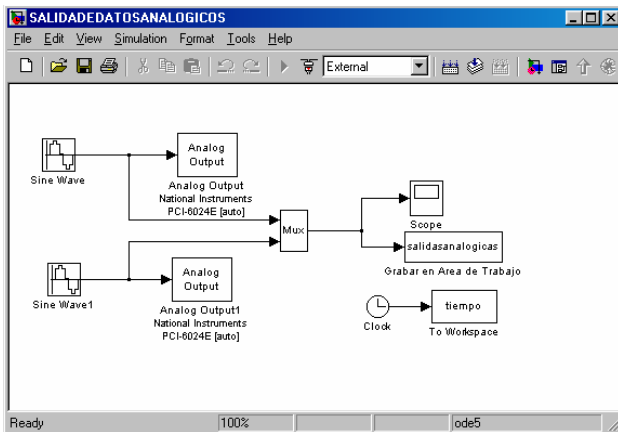 SALIDADEDATOSANALOGICOS
File Edit View Simulation Format Tools Help
External
Analog
Output
Sine Wave
Analog Output
National Instruments
PCI-6024E [auto]
Mux
Scope
salidasanalogicas
Grabar en Area de Trabajo
Analog
Output
Sine Wave1
Analog Output1
National Instruments
PCI-6024E [auto]
Clock
tiempo
To Workspace
Ready 100% ode5